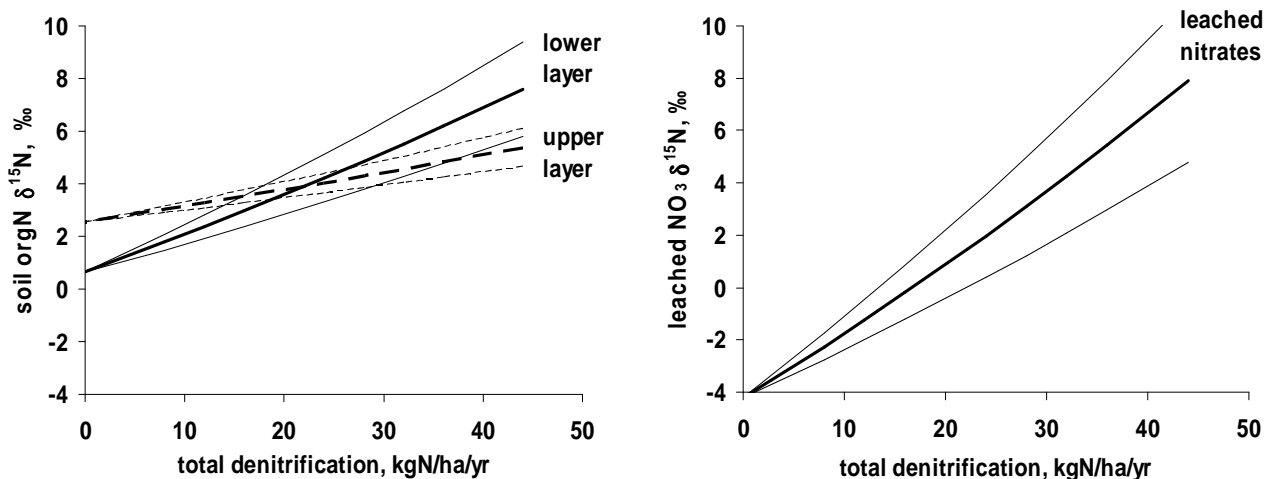 10
8
6
4
2
0
-2
-4
soil orgN δ¹⁵N, ‰
lower
layer
upper
layer
0 10 20 30 40 50
total denitrification, kgN/ha/yr
10
8
6
4
2
0
-2
-4
leached NO₃ δ¹⁵N, ‰
leached
nitrates
0 10 20 30 40 50
total denitrification, kgN/ha/yr